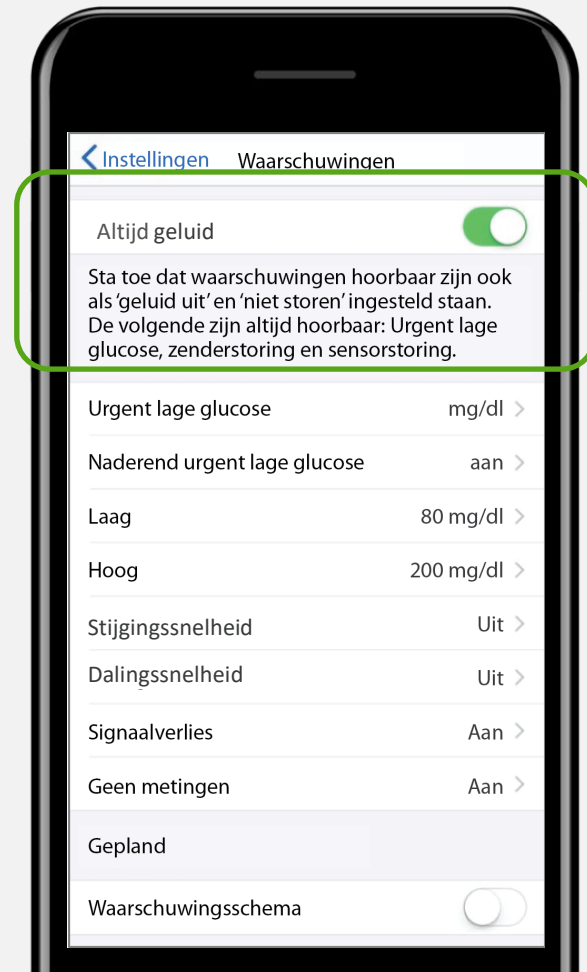 Instellingen Waarschuwingen
Altijd geluid
Sta toe dat waarschuwingen hoorbaar zijn ook
als ‘geluid uit’ en ‘niet storen’ ingesteld staan.
De volgende zijn altijd hoorbaar: Urgent lage
glucose, zenderstoring en sensorstoring.
Urgent lage glucose mg/dl
Naderend urgent lage glucose aan
Laag 80 mg/dl
Hoog 200 mg/dl
Stijgingssnelheid Uit
Dalingssnelheid Uit
Signaalverlies Aan
Geen metingen Aan
Gepland
Waarschuwingsschema